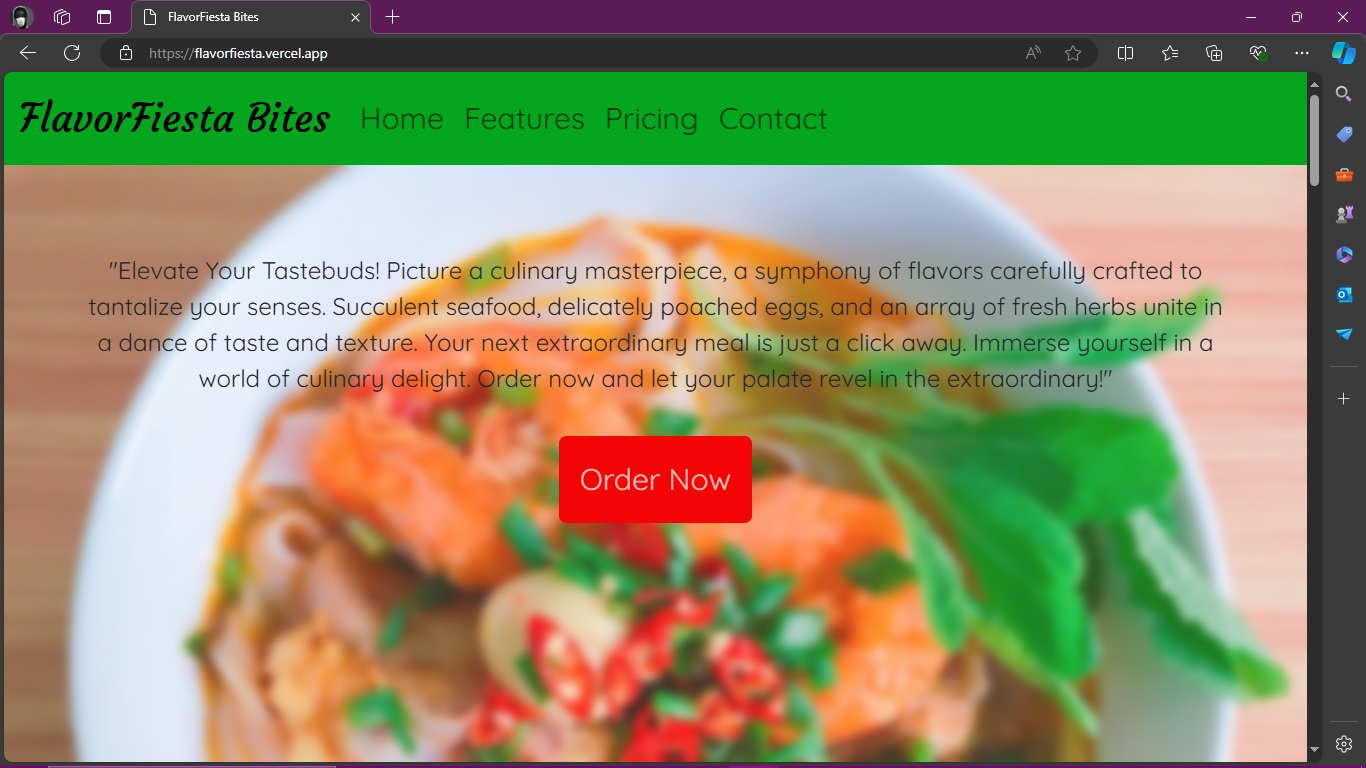 FlavorFiesta Bites
https://flavorfiesta.vercel.app
FlavorFiesta Bites
Home Features Pricing Contact
"Elevate Your Tastebuds! Picture a culinary masterpiece, a symphony of flavors carefully crafted to
tantalize your senses. Succulent seafood, delicately poached eggs, and an array of fresh herbs unite in
a dance of taste and texture. Your next extraordinary meal is just a click away. Immerse yourself in a
world of culinary delight. Order now and let your palate revel in the extraordinary!"
Order Now